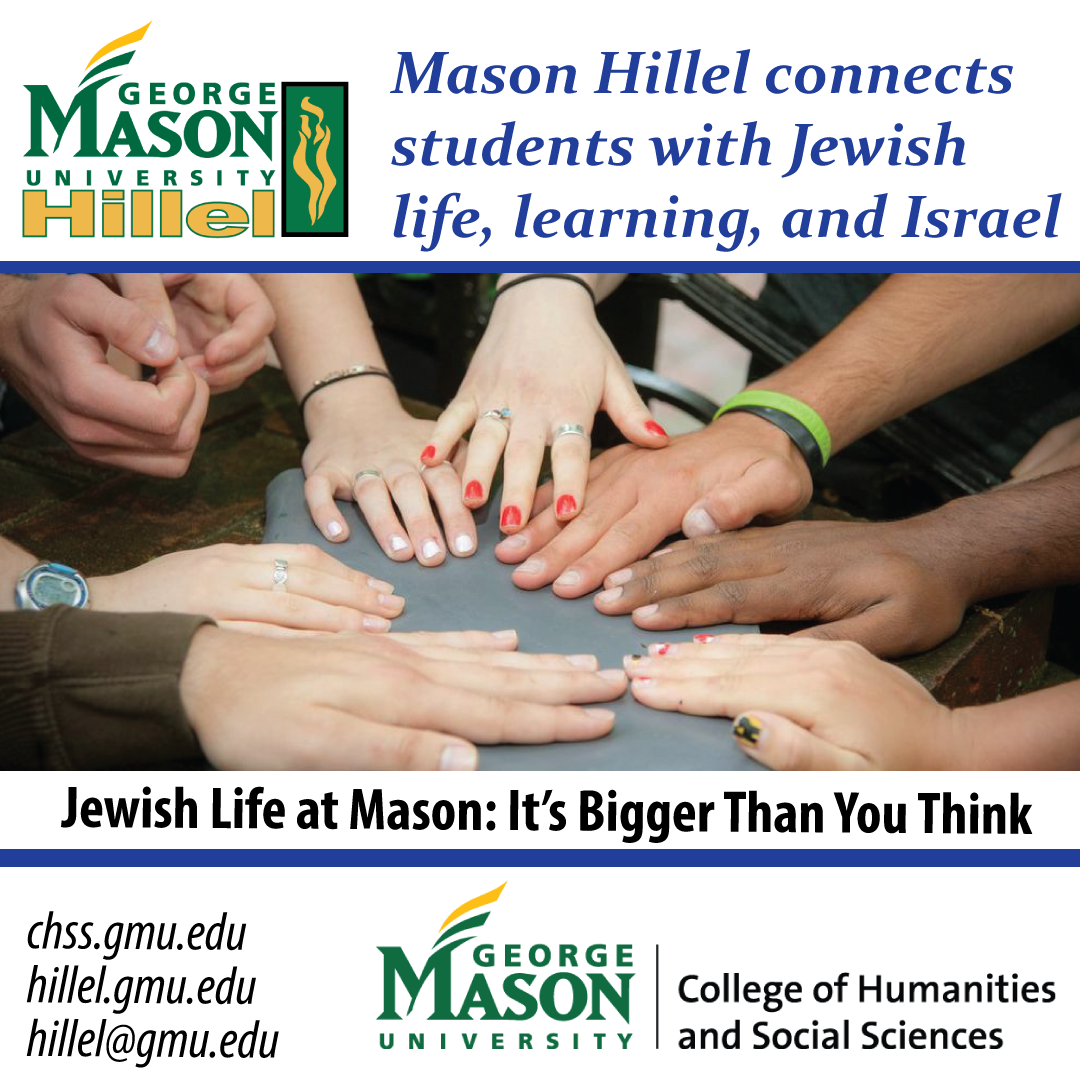 GEORGE
MASON
UNIVERSITY
Hillel
Mason Hillel connects
students with Jewish
life, learning, and Israel
Jewish Life at Mason: It's Bigger Than You Think
chss.gmu.edu
hillel.gmu.edu
hillel@gmu.edu
GEORGE
MASON
UNIVERSITY
College of Humanities
and Social Sciences